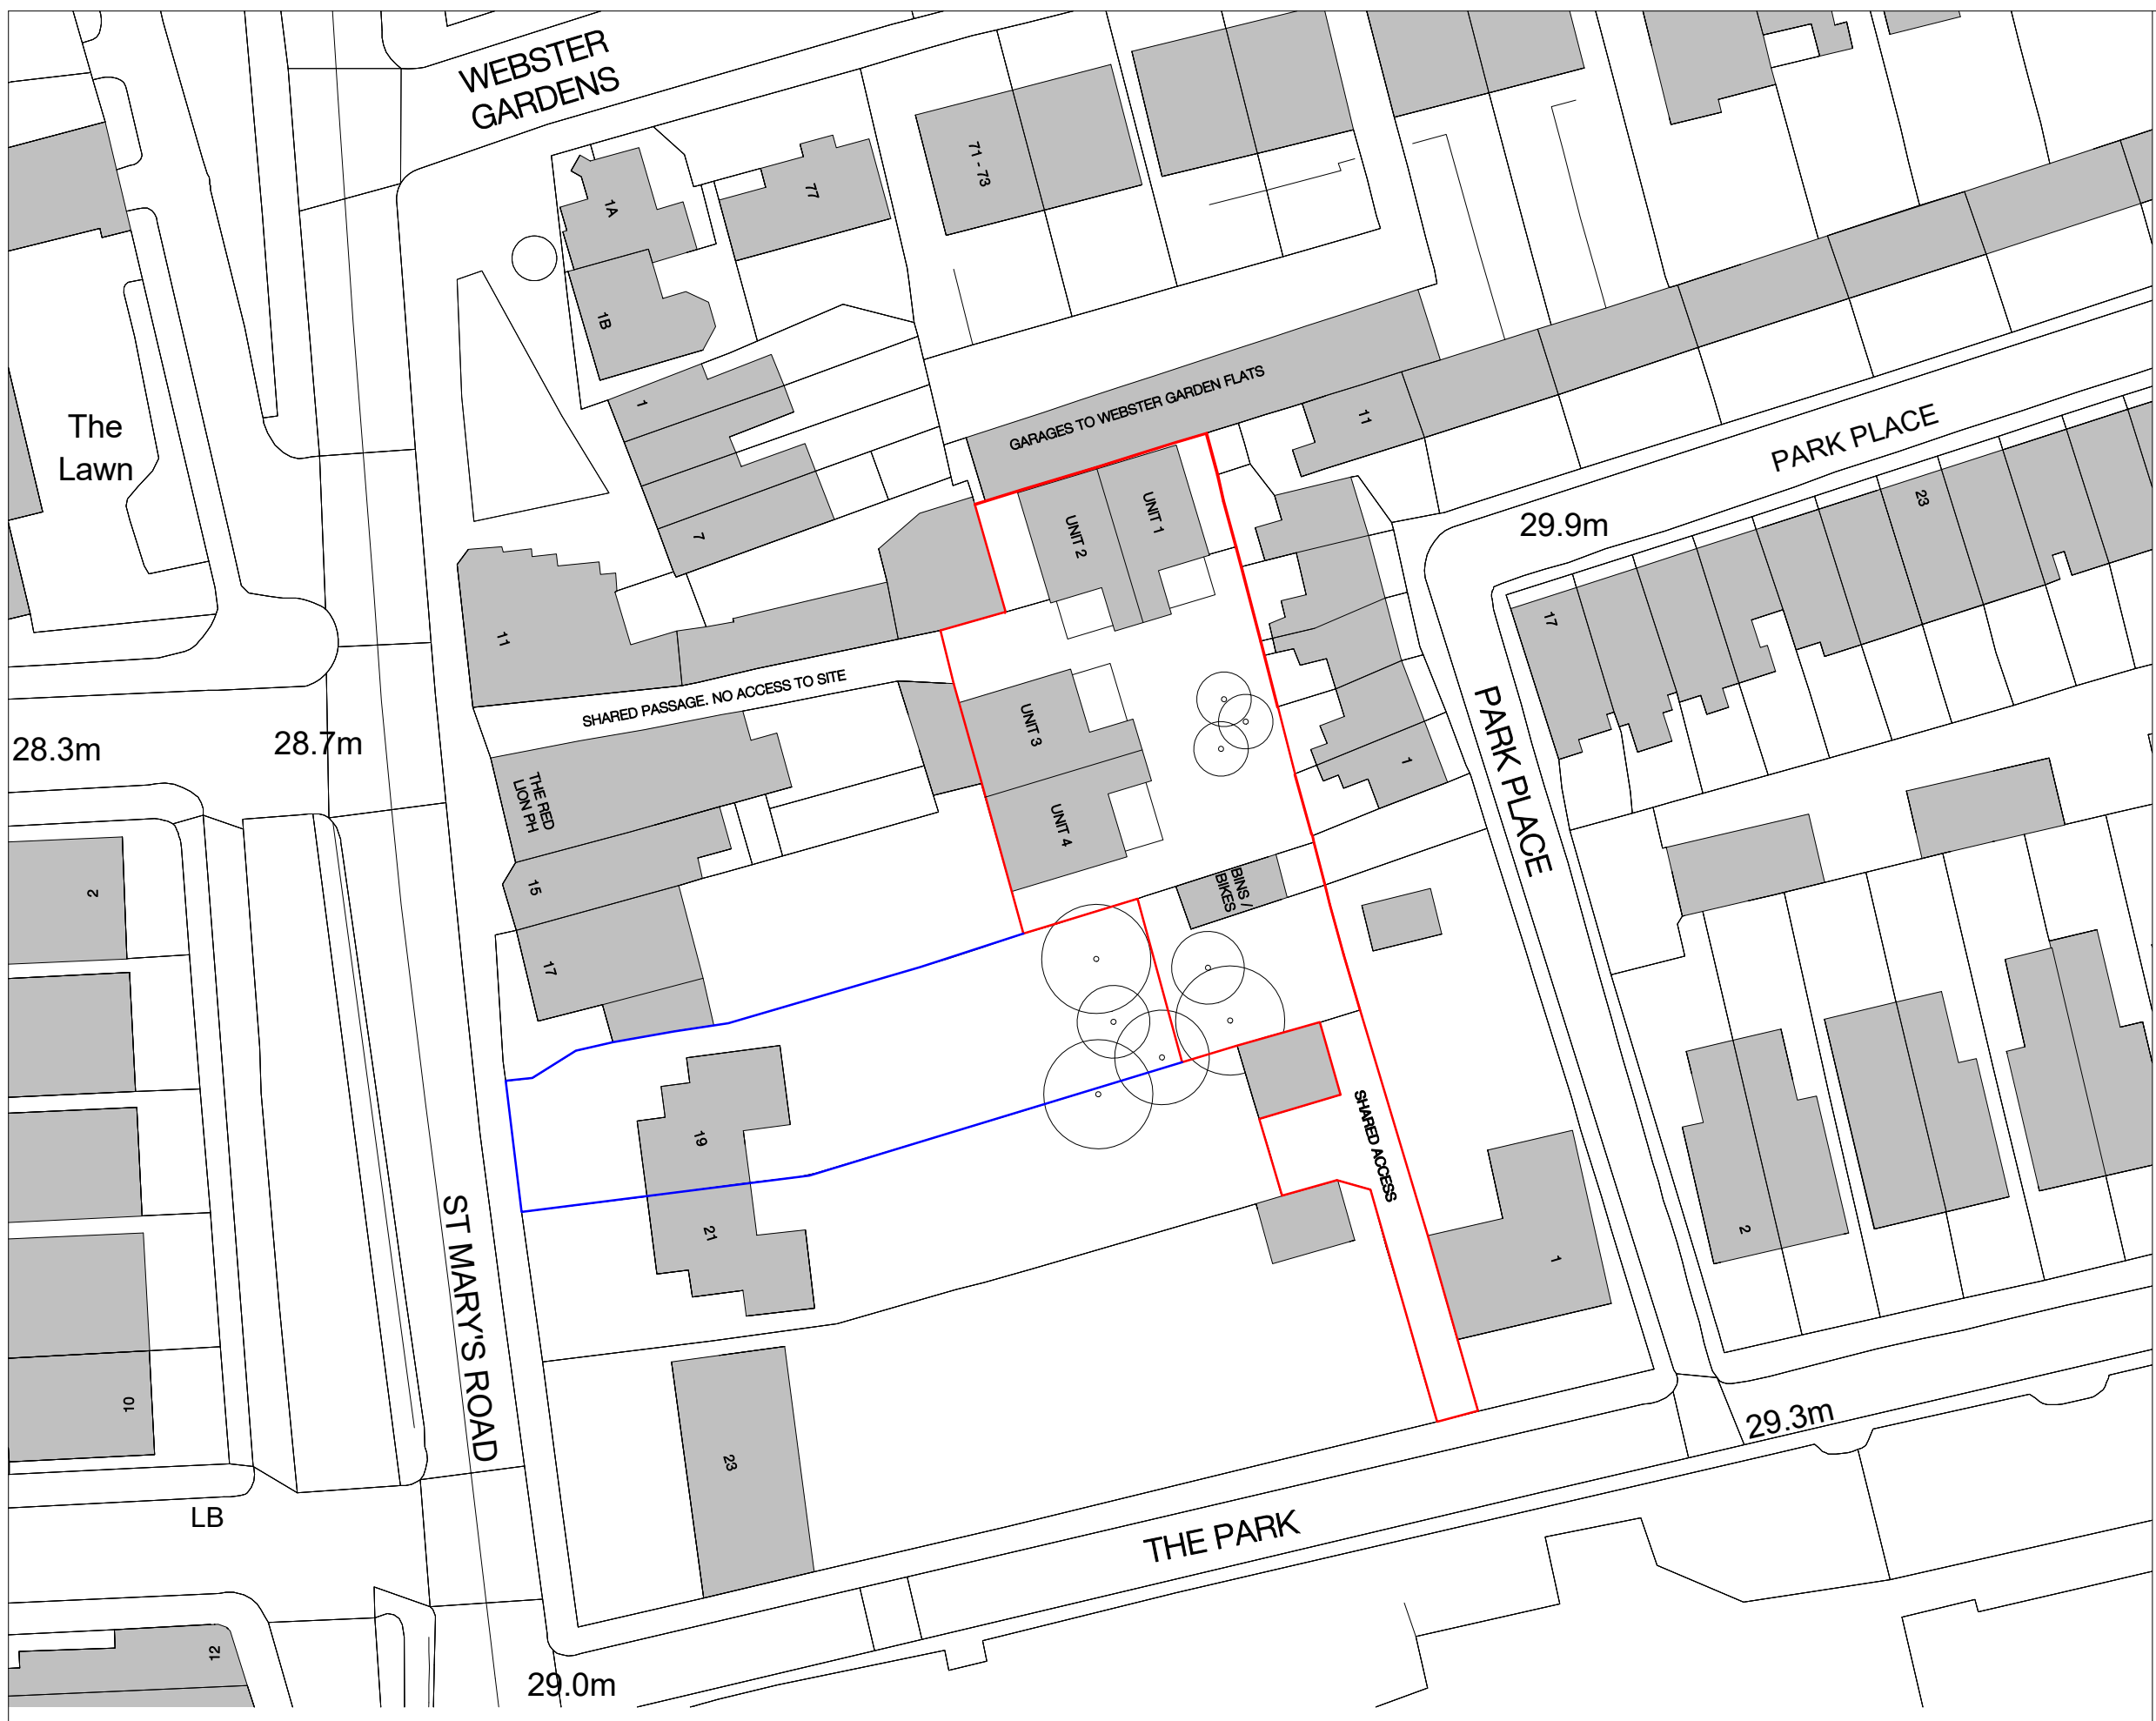 WEBSTER
GARDENS
1A
77
71 - 73
1B
The
Lawn
1
7
GARAGES TO WEBSTER GARDEN FLATS
11
PARK PLACE
UNIT 2
UNIT 1
29.9m
23
17
11
SHARED PASSAGE. NO ACCESS TO SITE
28.3m
28.7m
UNIT 3
1
PARK PLACE
THE RED
LION PH
UNIT 4
2
15
BINS /
BIKES
17
19
SHARED ACCESS
21
1
2
ST MARY'S ROAD
10
23
29.3m
LB
THE PARK
12
29.0m